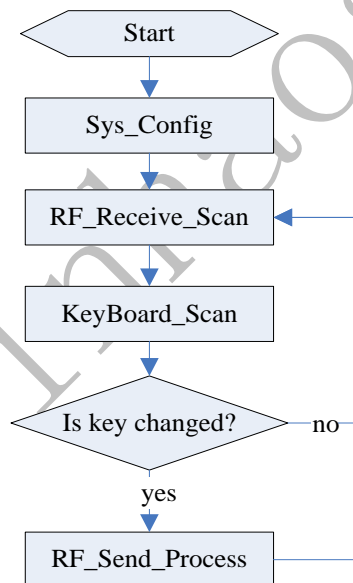 Start
Sys_Config
RF_Receive_Scan
KeyBoard_Scan
Is key changed?
no
yes
RF_Send_Process